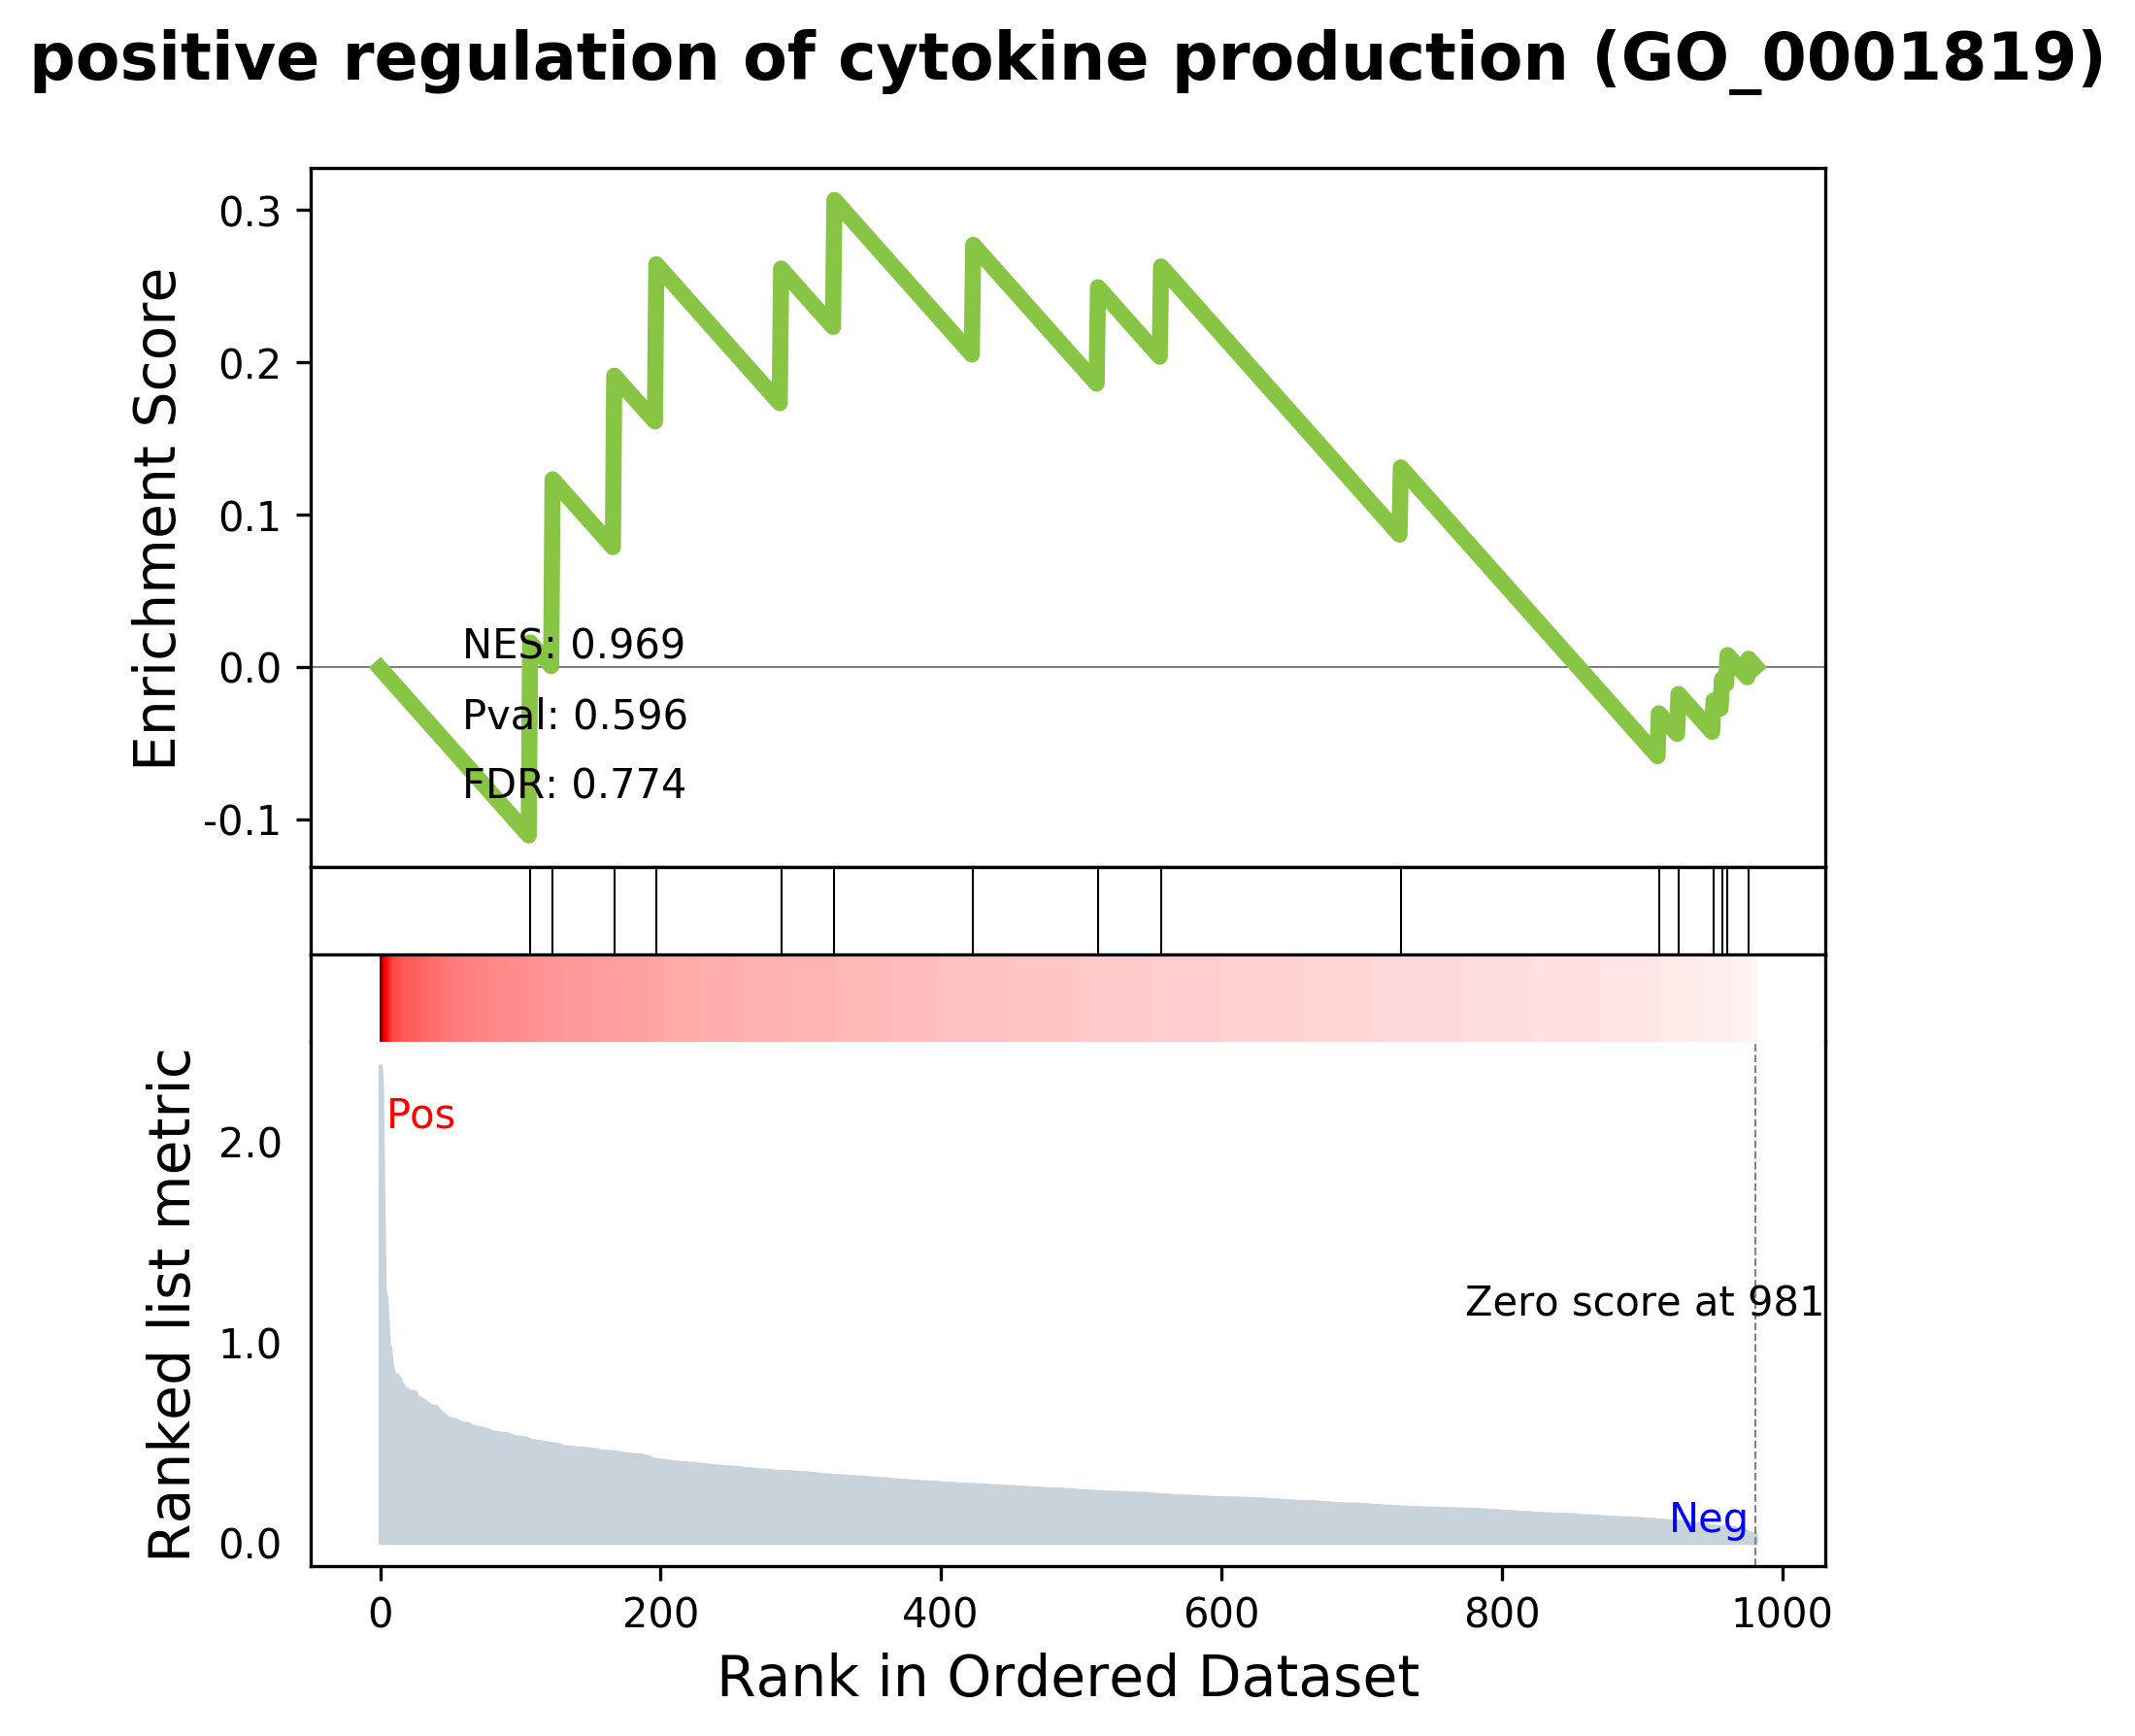 positive regulation of cytokine production (GO_0001819)
Enrichment Score
0.3
0.2
0.1
0.0
-0.1
NES: 0.969
Pval: 0.596
FDR: 0.774
Ranked list metric
2.0
1.0
0.0
Pos
Zero score at 981
Neg
0 200 400 600 800 1000
Rank in Ordered Dataset